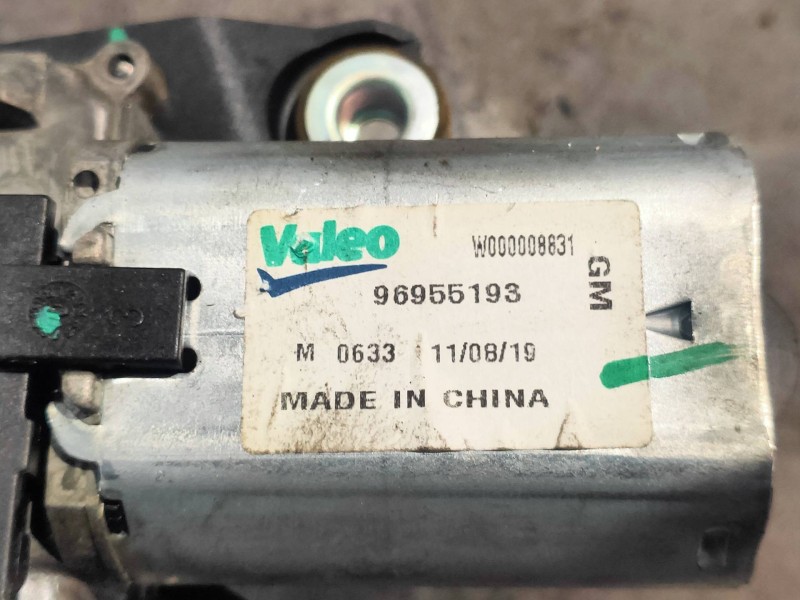 Valeo
W000008831
GM
96955193
M 0633 11/08/19
MADE IN CHINA